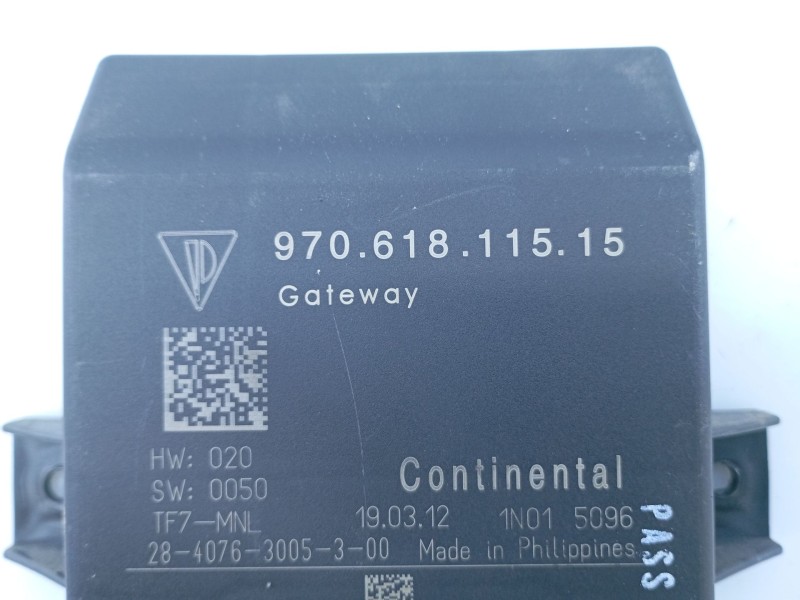 970.618.115.15
Gateway
HW: 020
SW: 0050
Continental
TF7-MNL 19.03.12 1N01 5096
28-4076-3005-3-00 Made in Philippines
PASS